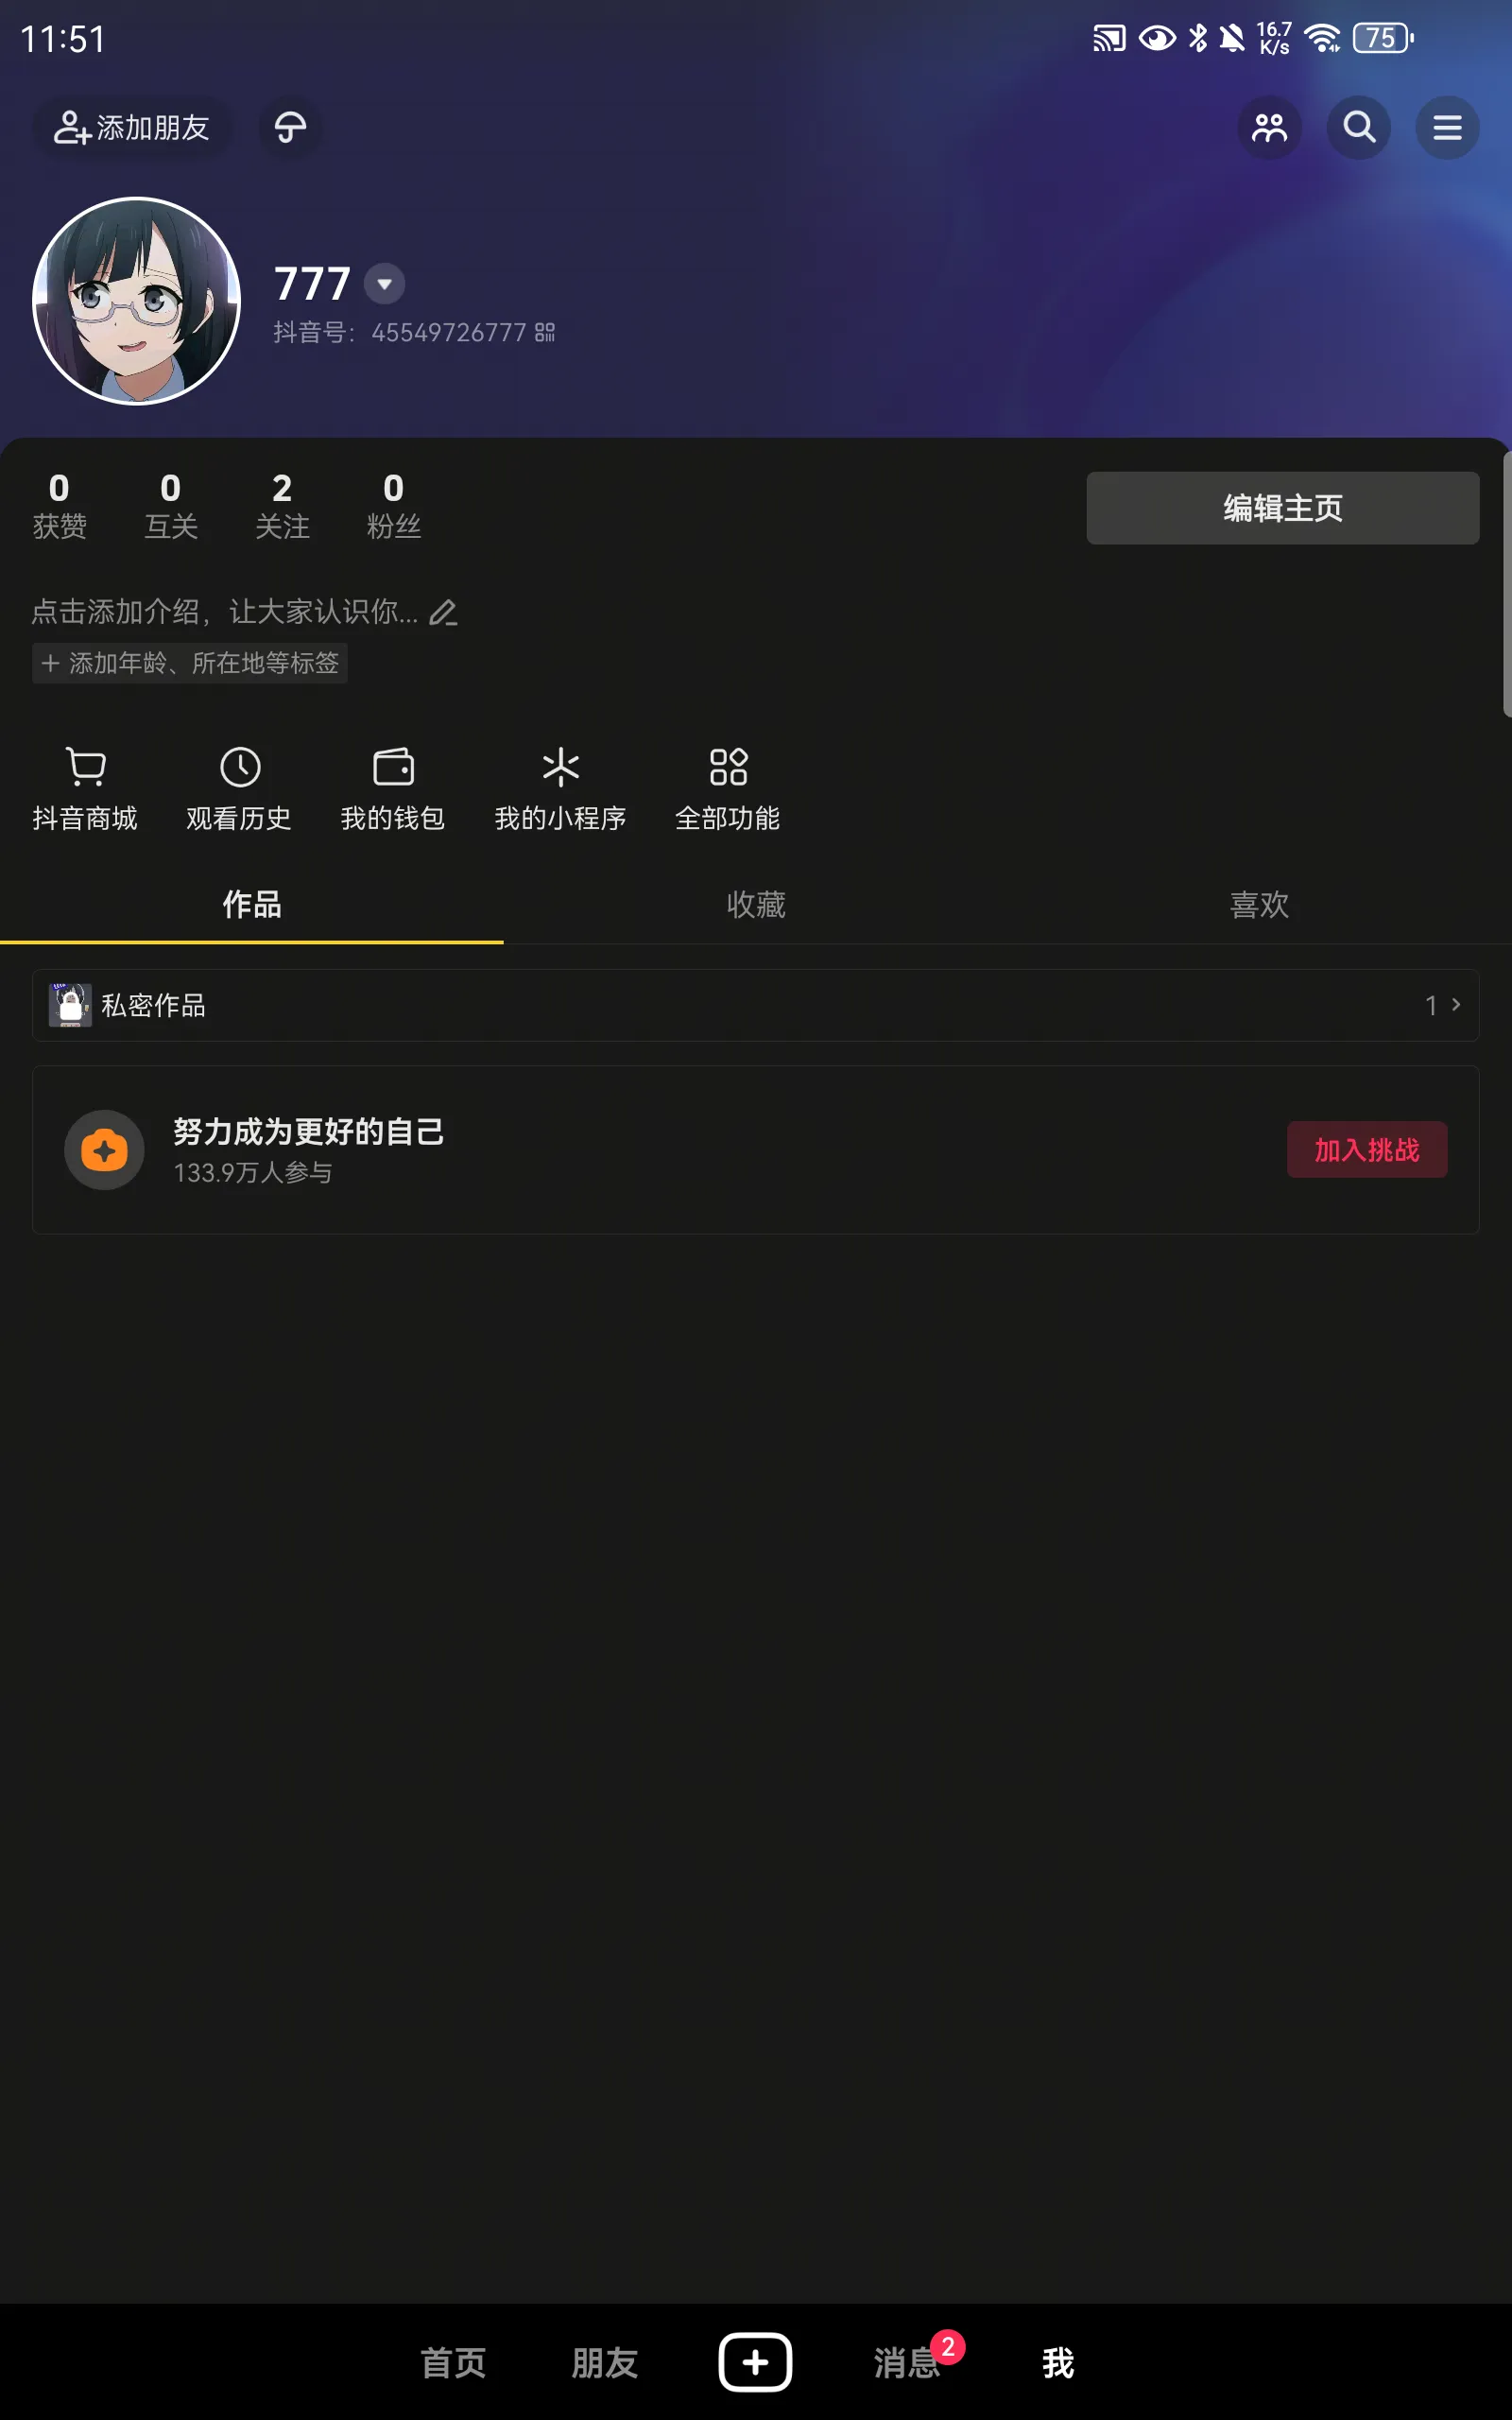 11:51
16.7
K/s
75
添加朋友
777
抖音号：45549726777
0
获赞
0
互关
2
关注
0
粉丝
编辑主页
点击添加介绍，让大家认识你...
+ 添加年龄、所在地等标签
抖音商城
观看历史
我的钱包
我的小程序
全部功能
作品
收藏
喜欢
私密作品
1
努力成为更好的自己
133.9万人参与
加入挑战
首页
朋友
消息
2
我